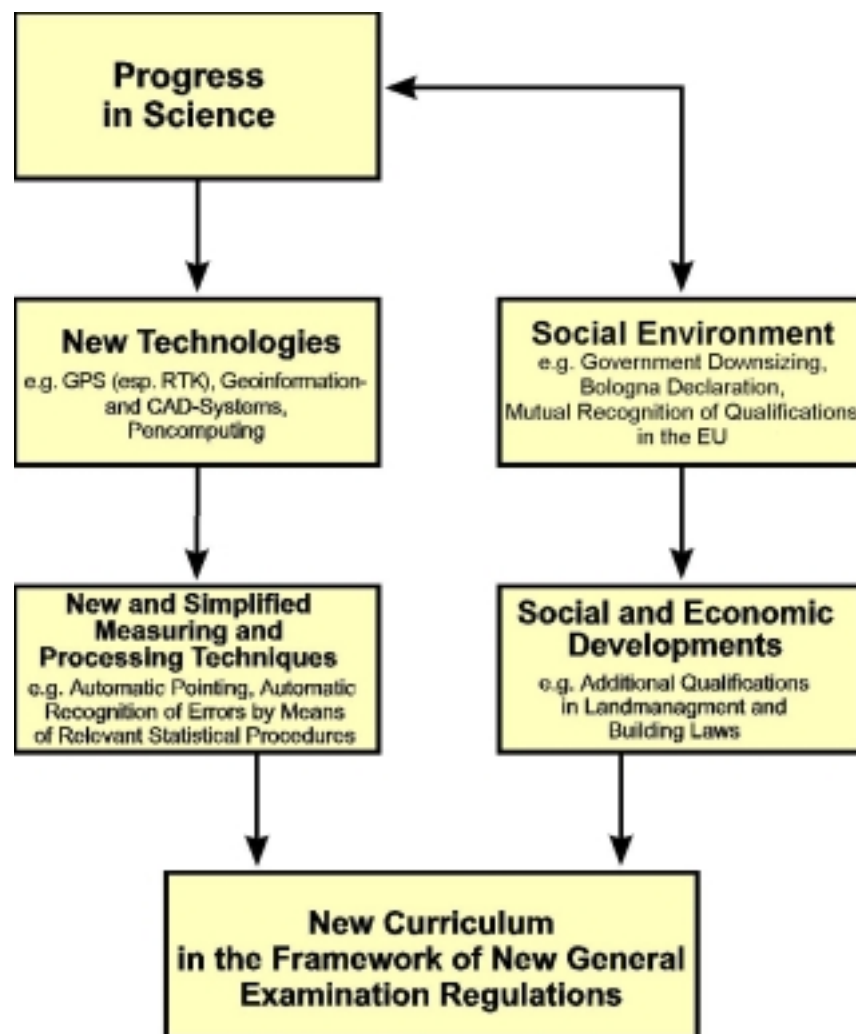 Progress
in Science
New Technologies
e.g. GPS (esp. RTK), Geoinformation-
and CAD-Systems,
Pencomputing
Social Environment
e.g. Government Downsizing,
Bologna Declaration,
Mutual Recognition of Qualifications
in the EU
New and Simplified
Measuring and
Processing Techniques
e.g. Automatic Pointing, Automatic
Recognition of Errors by Means
of Relevant Statistical Procedures
Social and Economic
Developments
e.g. Additional Qualifications
in Landmanagment and
Building Laws
New Curriculum
in the Framework of New General
Examination Regulations